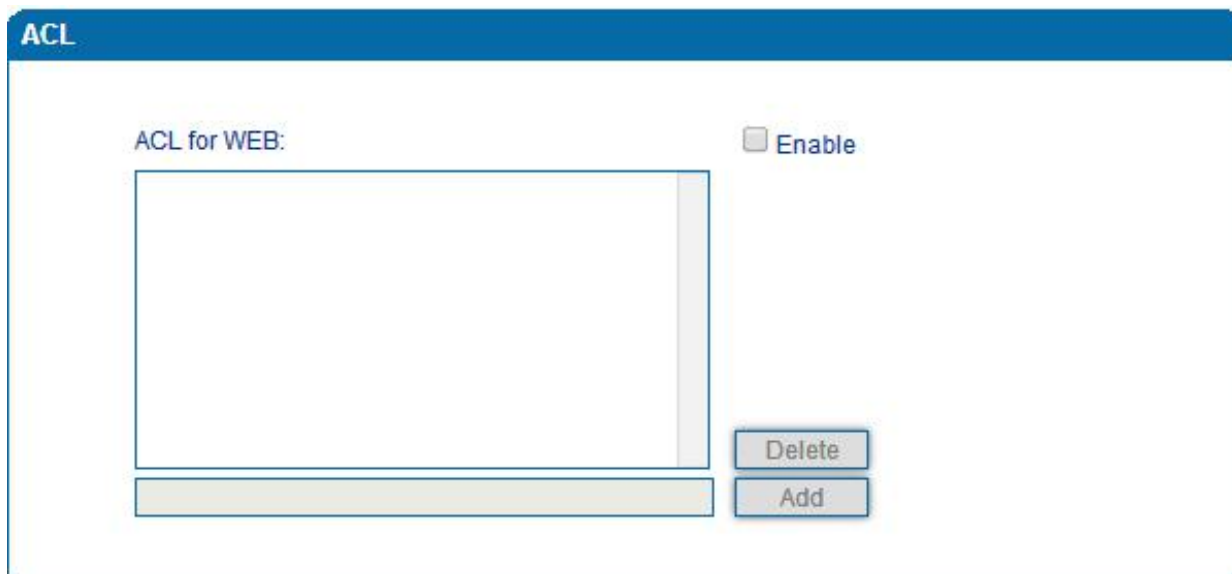 ACL
ACL for WEB:
Enable
Delete
Add